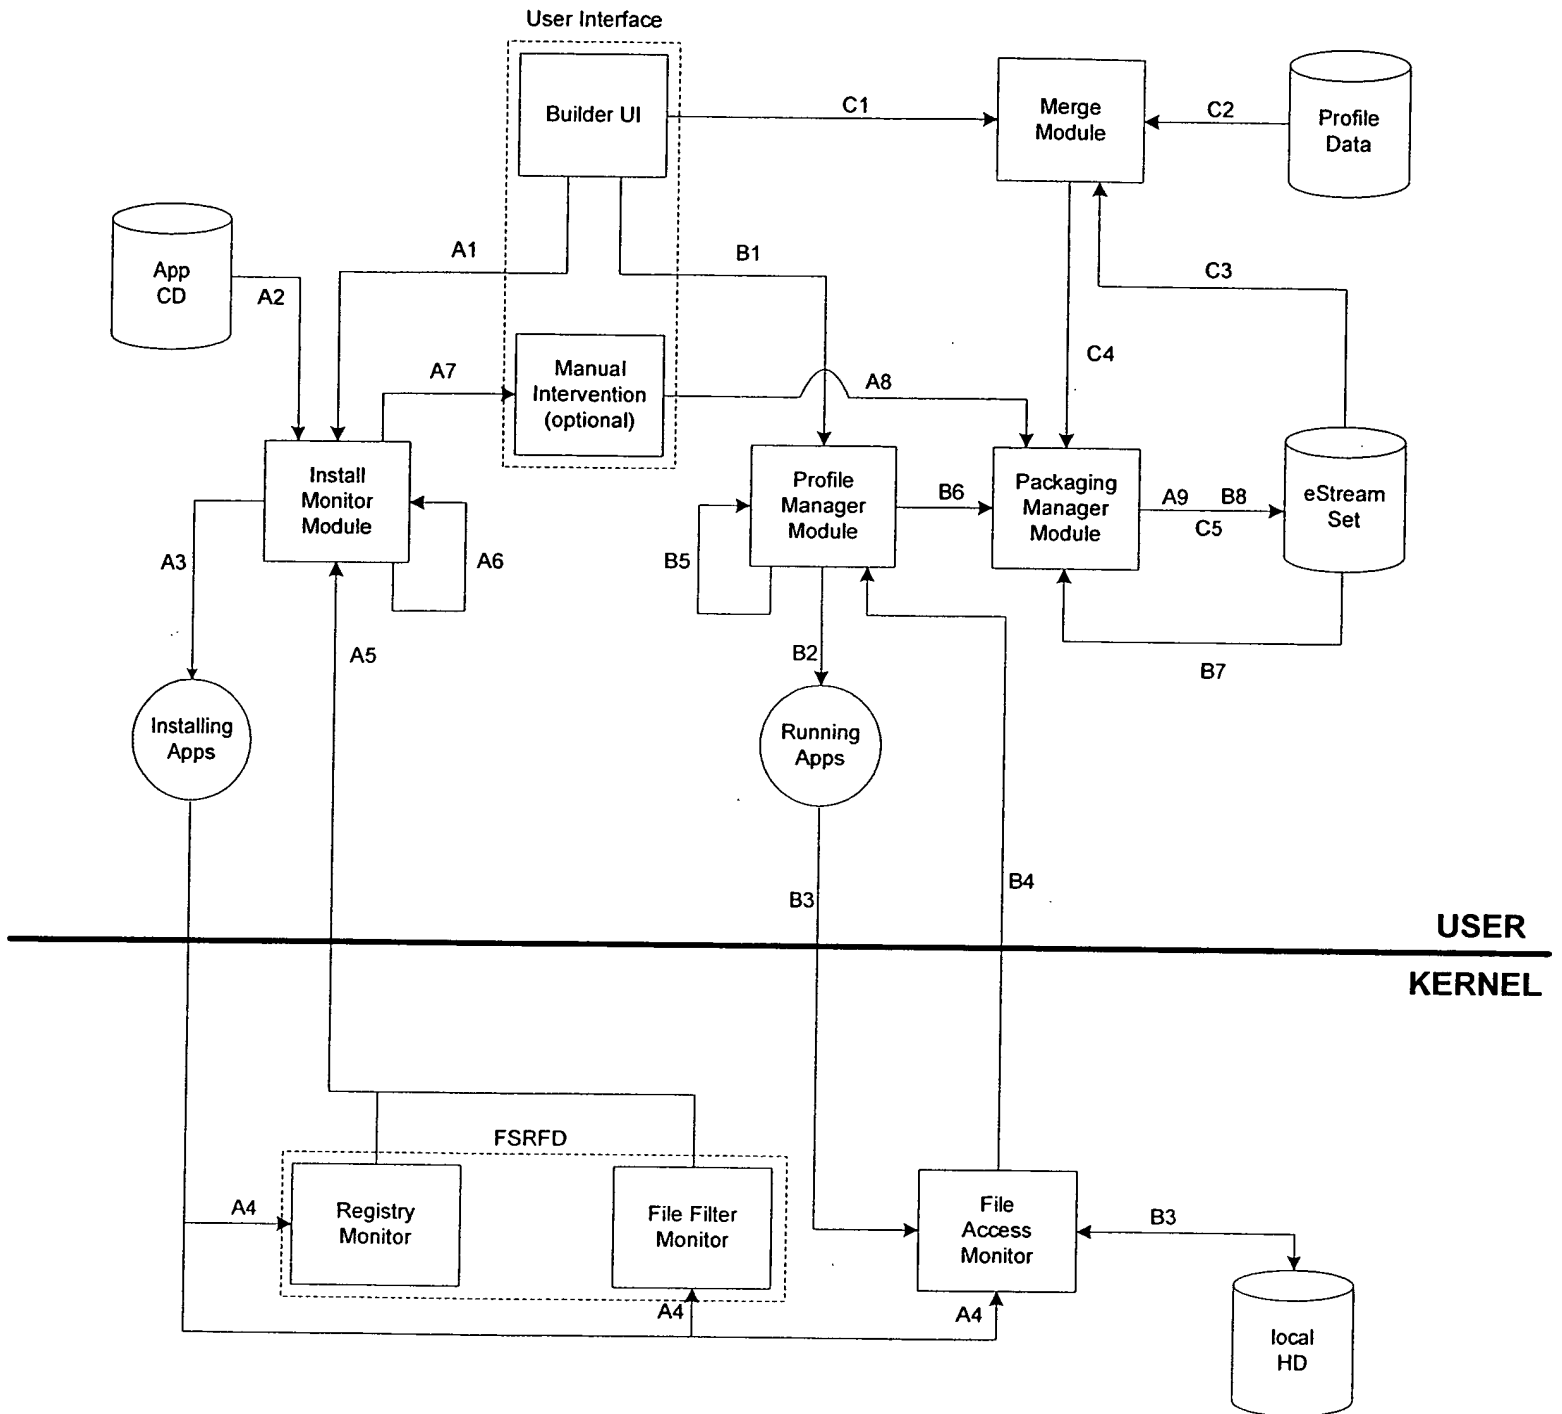 User Interface
Builder UI
C1
Merge
Module
C2
Profile
Data
App
CD
A2
A1
B1
C3
A7
Manual
Intervention
(optional)
A8
C4
Install
Monitor
Module
A3
A6
A5
Profile
Manager
Module
B5
B6
Packaging
Manager
Module
A9
B8
C5
eStream
Set
B7
B2
Installing
Apps
Running
Apps
B3
B4
USER
KERNEL
FSRFD
A4
Registry
Monitor
File Filter
Monitor
A4
File
Access
Monitor
A4
B3
local
HD